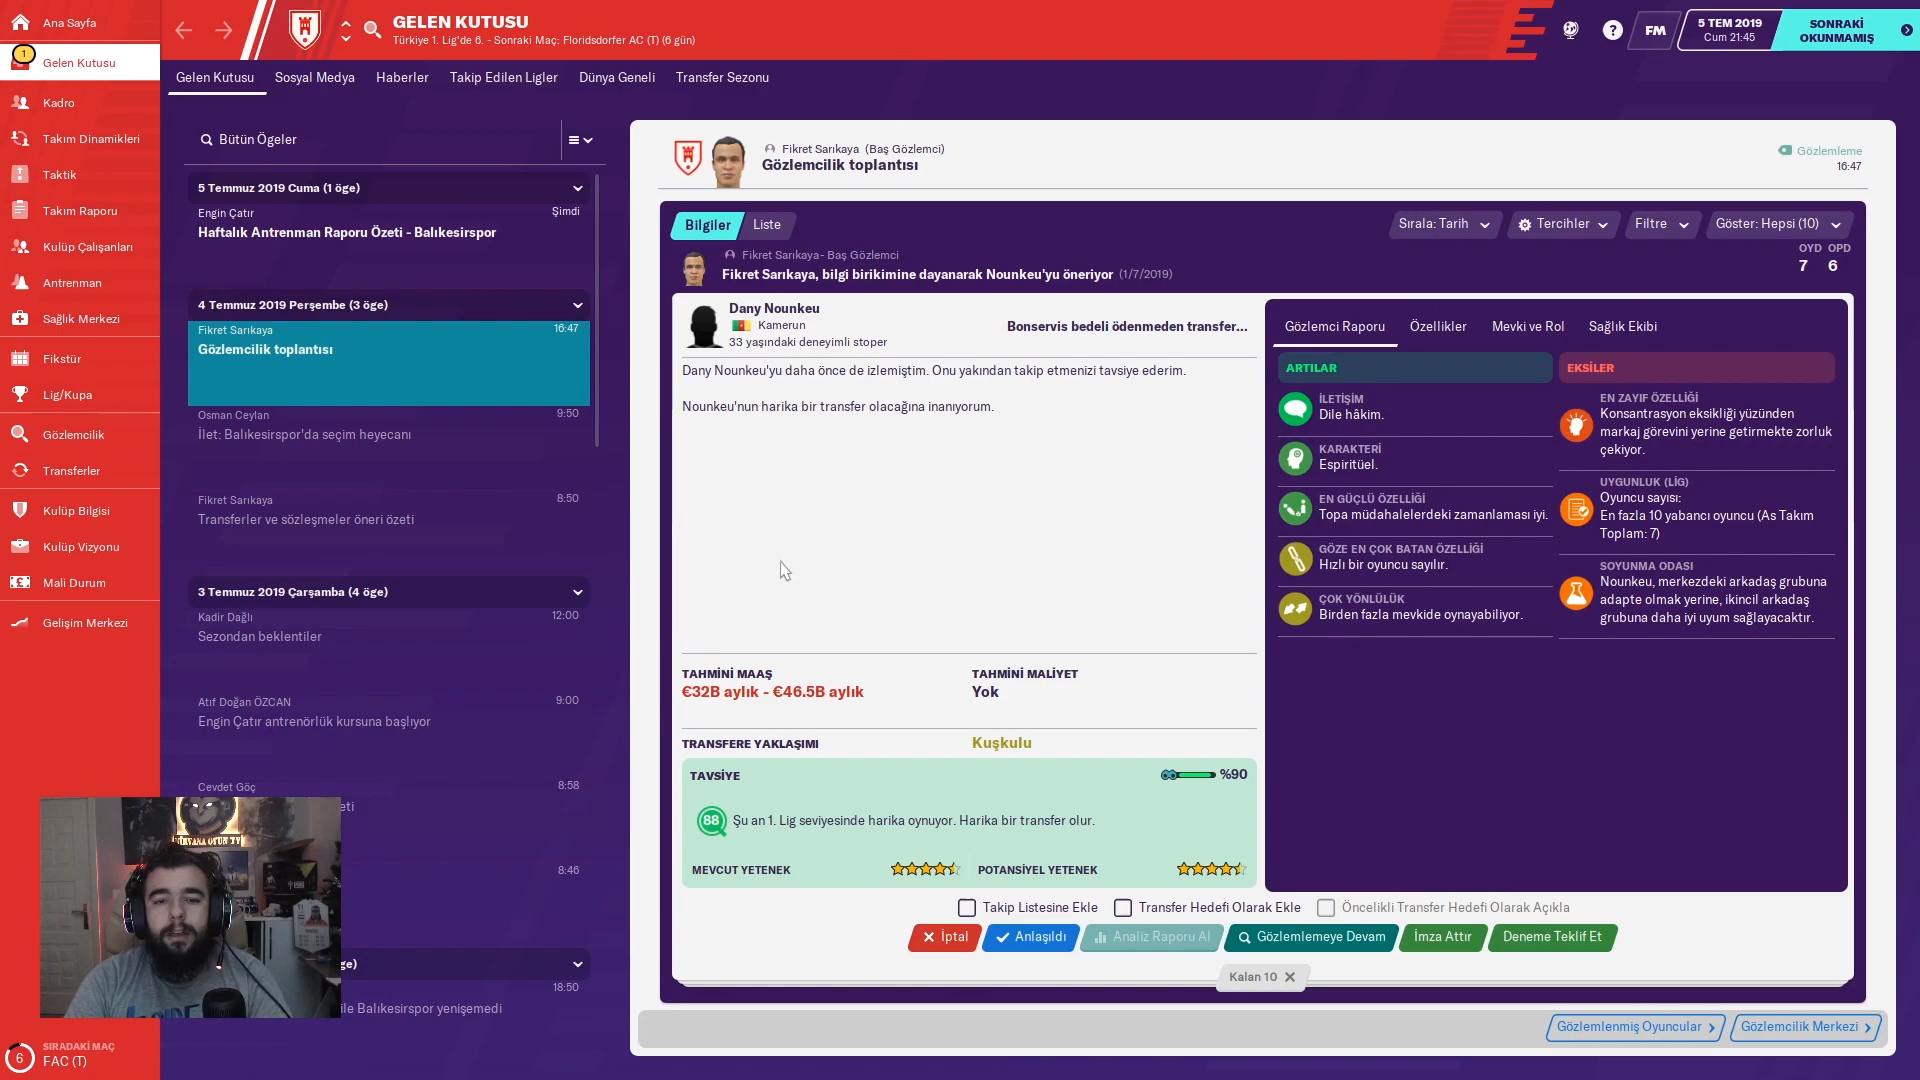 Ana Sayfa
1
Gelen Kutusu
Kadro
Takım Dinamikleri
Taktik
Takım Raporu
Kulüp Çalışanları
Antrenman
Sağlık Merkezi
Fikstür
Lig/Kupa
Gözlemcilik
Transferler
Kulüp Bilgisi
Kulüp Vizyonu
Mali Durum
Gelişim Merkezi
6
SIRADAKİ MAÇ
FAC (T)
GELEN KUTUSU
Türkiye 1. Lig'de 6. - Sonraki Maç: Floridsdorfer AC (T) (6 gün)
?
FM
5 TEM 2019
Cum 21:45
SONRAKİ
OKUNMAMIŞ
Gelen Kutusu
Sosyal Medya
Haberler
Takip Edilen Ligler
Dünya Geneli
Transfer Sezonu
Bütün Ögeler
5 Temmuz 2019 Cuma (1 öge)
Engin Çatır
Şimdi
Haftalık Antrenman Raporu Özeti - Balıkesirspor
4 Temmuz 2019 Perşembe (3 öge)
Fikret Sarıkaya
16:47
Gözlemcilik toplantısı
Osman Ceylan
9:50
İlet: Balıkesirspor'da seçim heyecanı
Fikret Sarıkaya
8:50
Transferler ve sözleşmeler öneri özeti
3 Temmuz 2019 Çarşamba (4 öge)
Kadir Dağlı
12:00
Sezondan beklentiler
Atıf Doğan ÖZCAN
9:00
Engin Çatır antrenörlük kursuna başlıyor
Cevdet Göç
8:58
eti
8:46
ge)
18:50
ile Balıkesirspor yenişemedi
NIRVANA OYUN TV
Fikret Sarıkaya (Baş Gözlemci)
Gözlemcilik toplantısı
Gözlemleme
16:47
Bilgiler
Liste
Sırala: Tarih
Tercihler
Filtre
Göster: Hepsi (10)
Fikret Sarıkaya- Baş Gözlemci
Fikret Sarıkaya, bilgi birikimine dayanarak Nounkeu'yu öneriyor (1/7/2019)
OYD OPD
7 6
Dany Nounkeu
Kamerun
33 yaşındaki deneyimli stoper
Bonservis bedeli ödenmeden transfer...
Dany Nounkeu'yu daha önce de izlemiştim. Onu yakından takip etmenizi tavsiye ederim.
Nounkeu'nun harika bir transfer olacağına inanıyorum.
TAHMİNİ MAAŞ
€32B aylık - €46.5B aylık
TAHMİNİ MALİYET
Yok
TRANSFERE YAKLAŞIMI
Kuşkulu
TAVSİYE
%90
88
Şu an 1. Lig seviyesinde harika oynuyor. Harika bir transfer olur.
MEVCUT YETENEK
POTANSİYEL YETENEK
Gözlemci Raporu
Özellikler
Mevki ve Rol
Sağlık Ekibi
ARTILAR
İLETİŞİM
Dile hâkim.
KARAKTERİ
Espiritüel.
EN GÜÇLÜ ÖZELLİĞİ
Topa müdahalelerdeki zamanlaması iyi.
GÖZE EN ÇOK BATAN ÖZELLİĞİ
Hızlı bir oyuncu sayılır.
ÇOK YÖNLÜLÜK
Birden fazla mevkide oynayabiliyor.
EKSİLER
EN ZAYIF ÖZELLİĞİ
Konsantrasyon eksikliği yüzünden
markaj görevini yerine getirmekte zorluk
çekiyor.
UYGUNLUK (LİG)
Oyuncu sayısı:
En fazla 10 yabancı oyuncu (As Takım
Toplam: 7)
SOYUNMA ODASI
Nounkeu, merkezdeki arkadaş grubuna
adapte olmak yerine, ikincil arkadaş
grubuna daha iyi uyum sağlayacaktır.
Takip Listesine Ekle
Transfer Hedefi Olarak Ekle
Öncelikli Transfer Hedefi Olarak Açıkla
İptal
Anlaşıldı
Analiz Raporu Al
Gözlemlemeye Devam
İmza Attır
Deneme Teklif Et
Kalan 10
Gözlemlenmiş Oyuncular
Gözlemcilik Merkezi